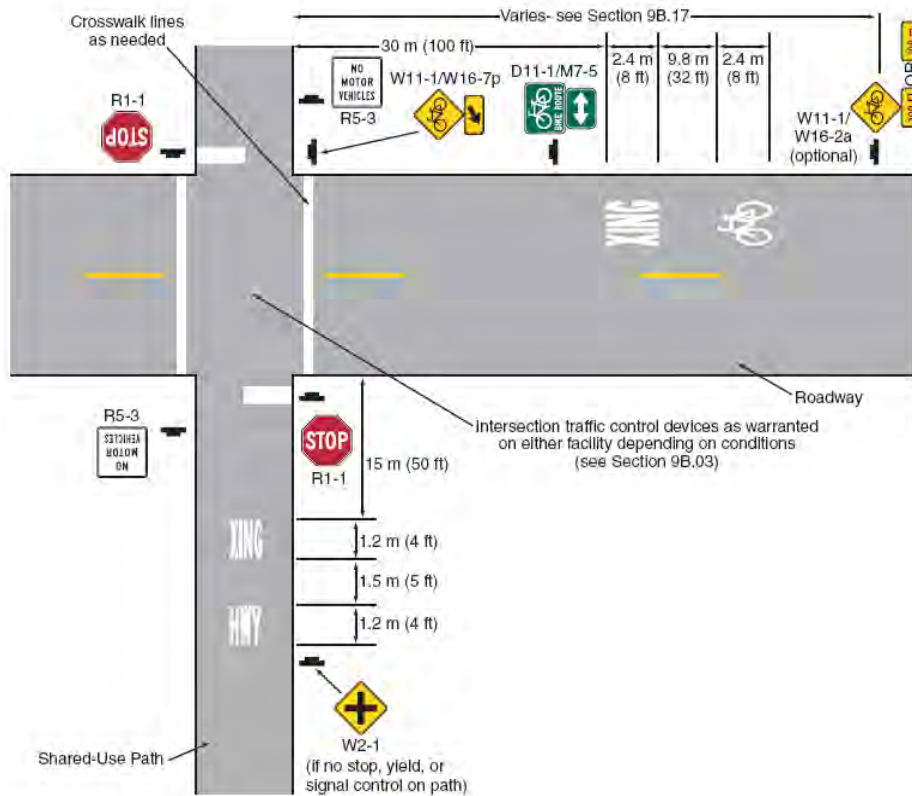 Crosswalk lines
as needed
Varies- see Section 9B.17
30 m (100 ft)
2.4 m
(8 ft)
9.8 m
(32 ft)
2.4 m
(8 ft)
NO
MOTOR
VEHICLES
R5-3
W11-1/W16-7p
D11-1/M7-5
BIKE ROUTE
W11-1/
W16-2a
(optional)
R1-1
STOP
XING
Roadway
R5-3
NO
MOTOR
VEHICLES
STOP
R1-1
Intersection traffic control devices as warranted
on either facility depending on conditions
(see Section 9B.03)
15 m (50 ft)
XING
1.2 m (4 ft)
1.5 m (5 ft)
HWY
1.2 m (4 ft)
W2-1
(if no stop, yield, or
signal control on path)
Shared-Use Path